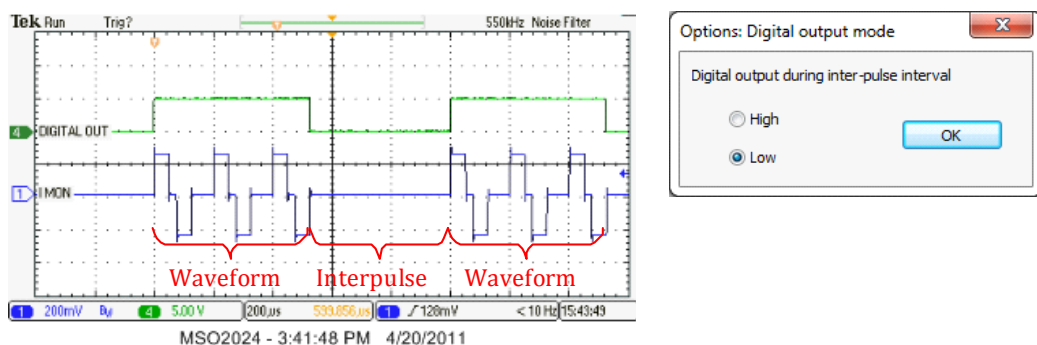 Tek Run Trig? 550kHz Noise Filter
4 DIGITAL OUT
1 I MON
Waveform Interpulse Waveform
1 200mV 4 5.00 V 200µs 599.856µs 1 128mV < 10 Hz 15:43:49
MSO2024 - 3:41:48 PM 4/20/2011
Options: Digital output mode
Digital output during inter-pulse interval
High
Low
OK